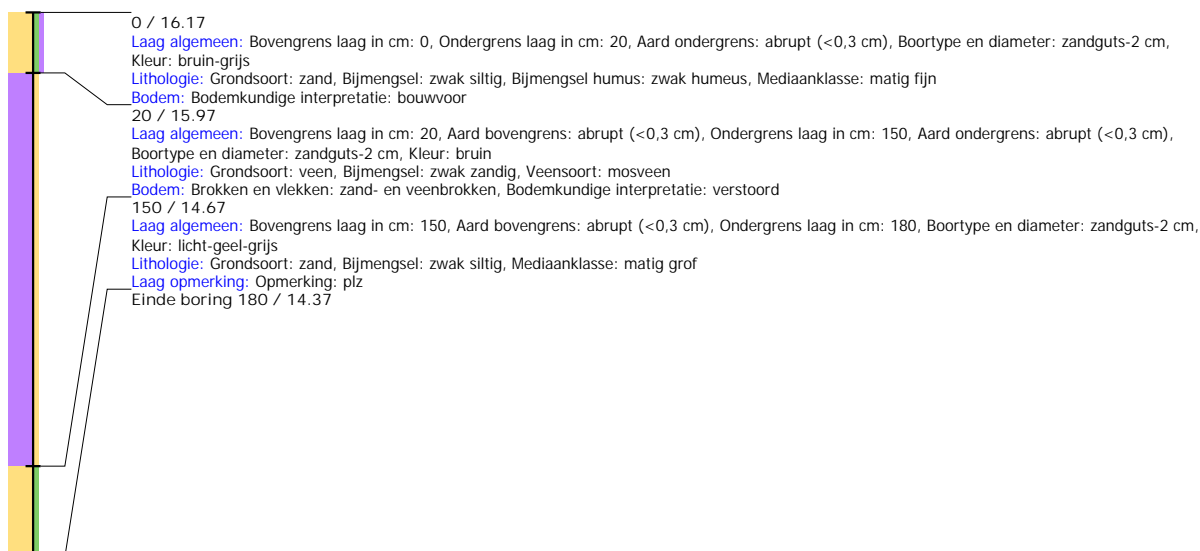 0 / 16.17
Laag algemeen: Bovengrens laag in cm: 0, Ondergrens laag in cm: 20, Aard ondergrens: abrupt (<0,3 cm), Boortype en diameter: zandguts-2 cm,
Kleur: bruin-grijs
Lithologie: Grondsoort: zand, Bijmengsel: zwak siltig, Bijmengsel humus: zwak humeus, Mediaanklasse: matig fijn
Bodem: Bodemkundige interpretatie: bouwvoor
20 / 15.97
Laag algemeen: Bovengrens laag in cm: 20, Aard bovengrens: abrupt (<0,3 cm), Ondergrens laag in cm: 150, Aard ondergrens: abrupt (<0,3 cm),
Boortype en diameter: zandguts-2 cm, Kleur: bruin
Lithologie: Grondsoort: veen, Bijmengsel: zwak zandig, Veensoort: mosveen
Bodem: Brokken en vlekken: zand- en veenbrokken, Bodemkundige interpretatie: verstoord
150 / 14.67
Laag algemeen: Bovengrens laag in cm: 150, Aard bovengrens: abrupt (<0,3 cm), Ondergrens laag in cm: 180, Boortype en diameter: zandguts-2 cm,
Kleur: licht-geel-grijs
Lithologie: Grondsoort: zand, Bijmengsel: zwak siltig, Mediaanklasse: matig grof
Laag opmerking: Opmerking: plz
Einde boring 180 / 14.37